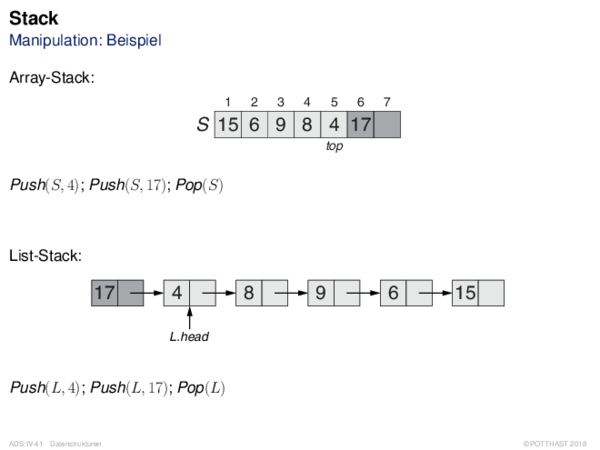 Stack
Manipulation: Beispiel
Array-Stack:
1 2 3 4 5 6 7
S 15 6 9 8 4 17
top
Push(S, 4); Push(S, 17); Pop(S)
List-Stack:
17 4 8 9 6 15
L.head
Push(L, 4); Push(L, 17); Pop(L)
ADS:IV-41 Datenstrukturen ©POTTHAST 2018